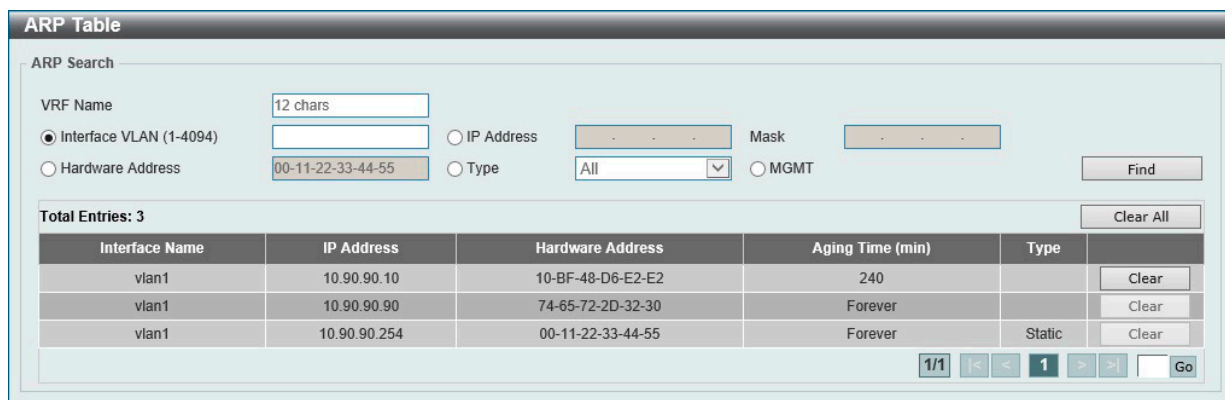 ARP Table
ARP Search
VRF Name 12 chars
Interface VLAN (1-4094) IP Address . . . Mask . . .
Hardware Address 00-11-22-33-44-55 Type All MGMT Find
Total Entries: 3 Clear All
Interface Name IP Address Hardware Address Aging Time (min) Type
vlan1 10.90.90.10 10-BF-48-D6-E2-E2 240 Clear
vlan1 10.90.90.90 74-65-72-2D-32-30 Forever Clear
vlan1 10.90.90.254 00-11-22-33-44-55 Forever Static Clear
1/1 |< < 1 > >| Go